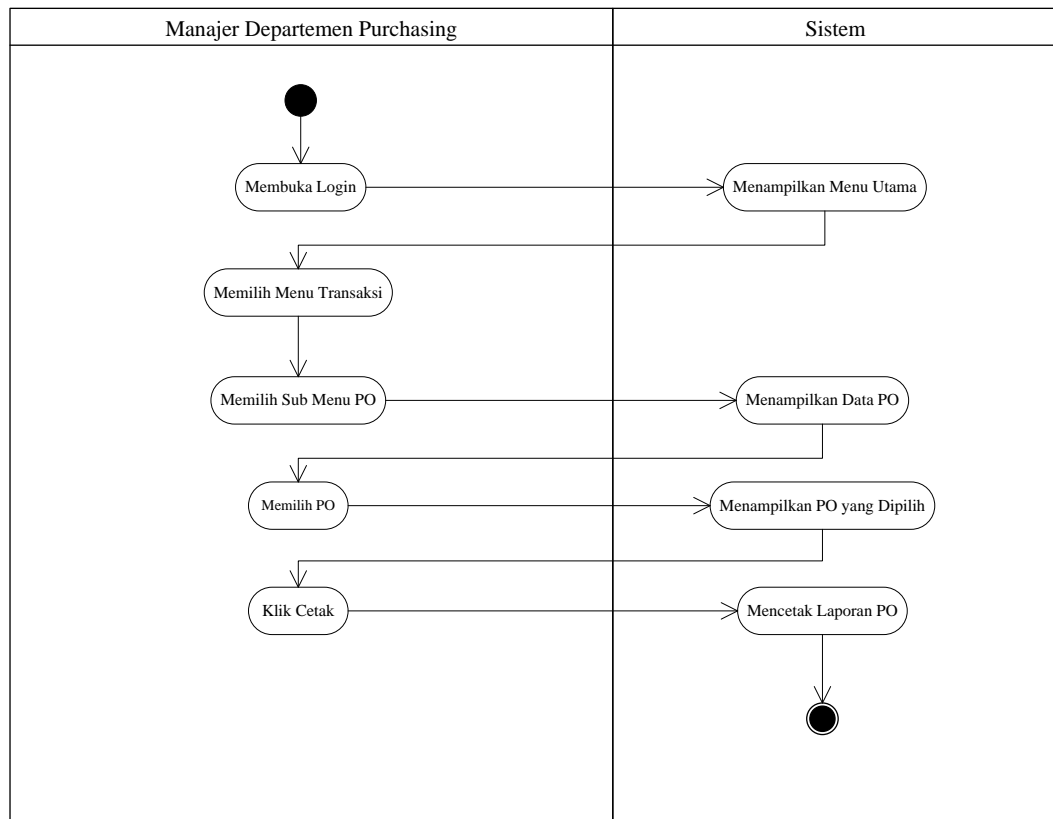 Manajer Departemen Purchasing
Sistem
Membuka Login
Menampilkan Menu Utama
Memilih Menu Transaksi
Memilih Sub Menu PO
Menampilkan Data PO
Memilih PO
Menampilkan PO yang Dipilih
Klik Cetak
Mencetak Laporan PO